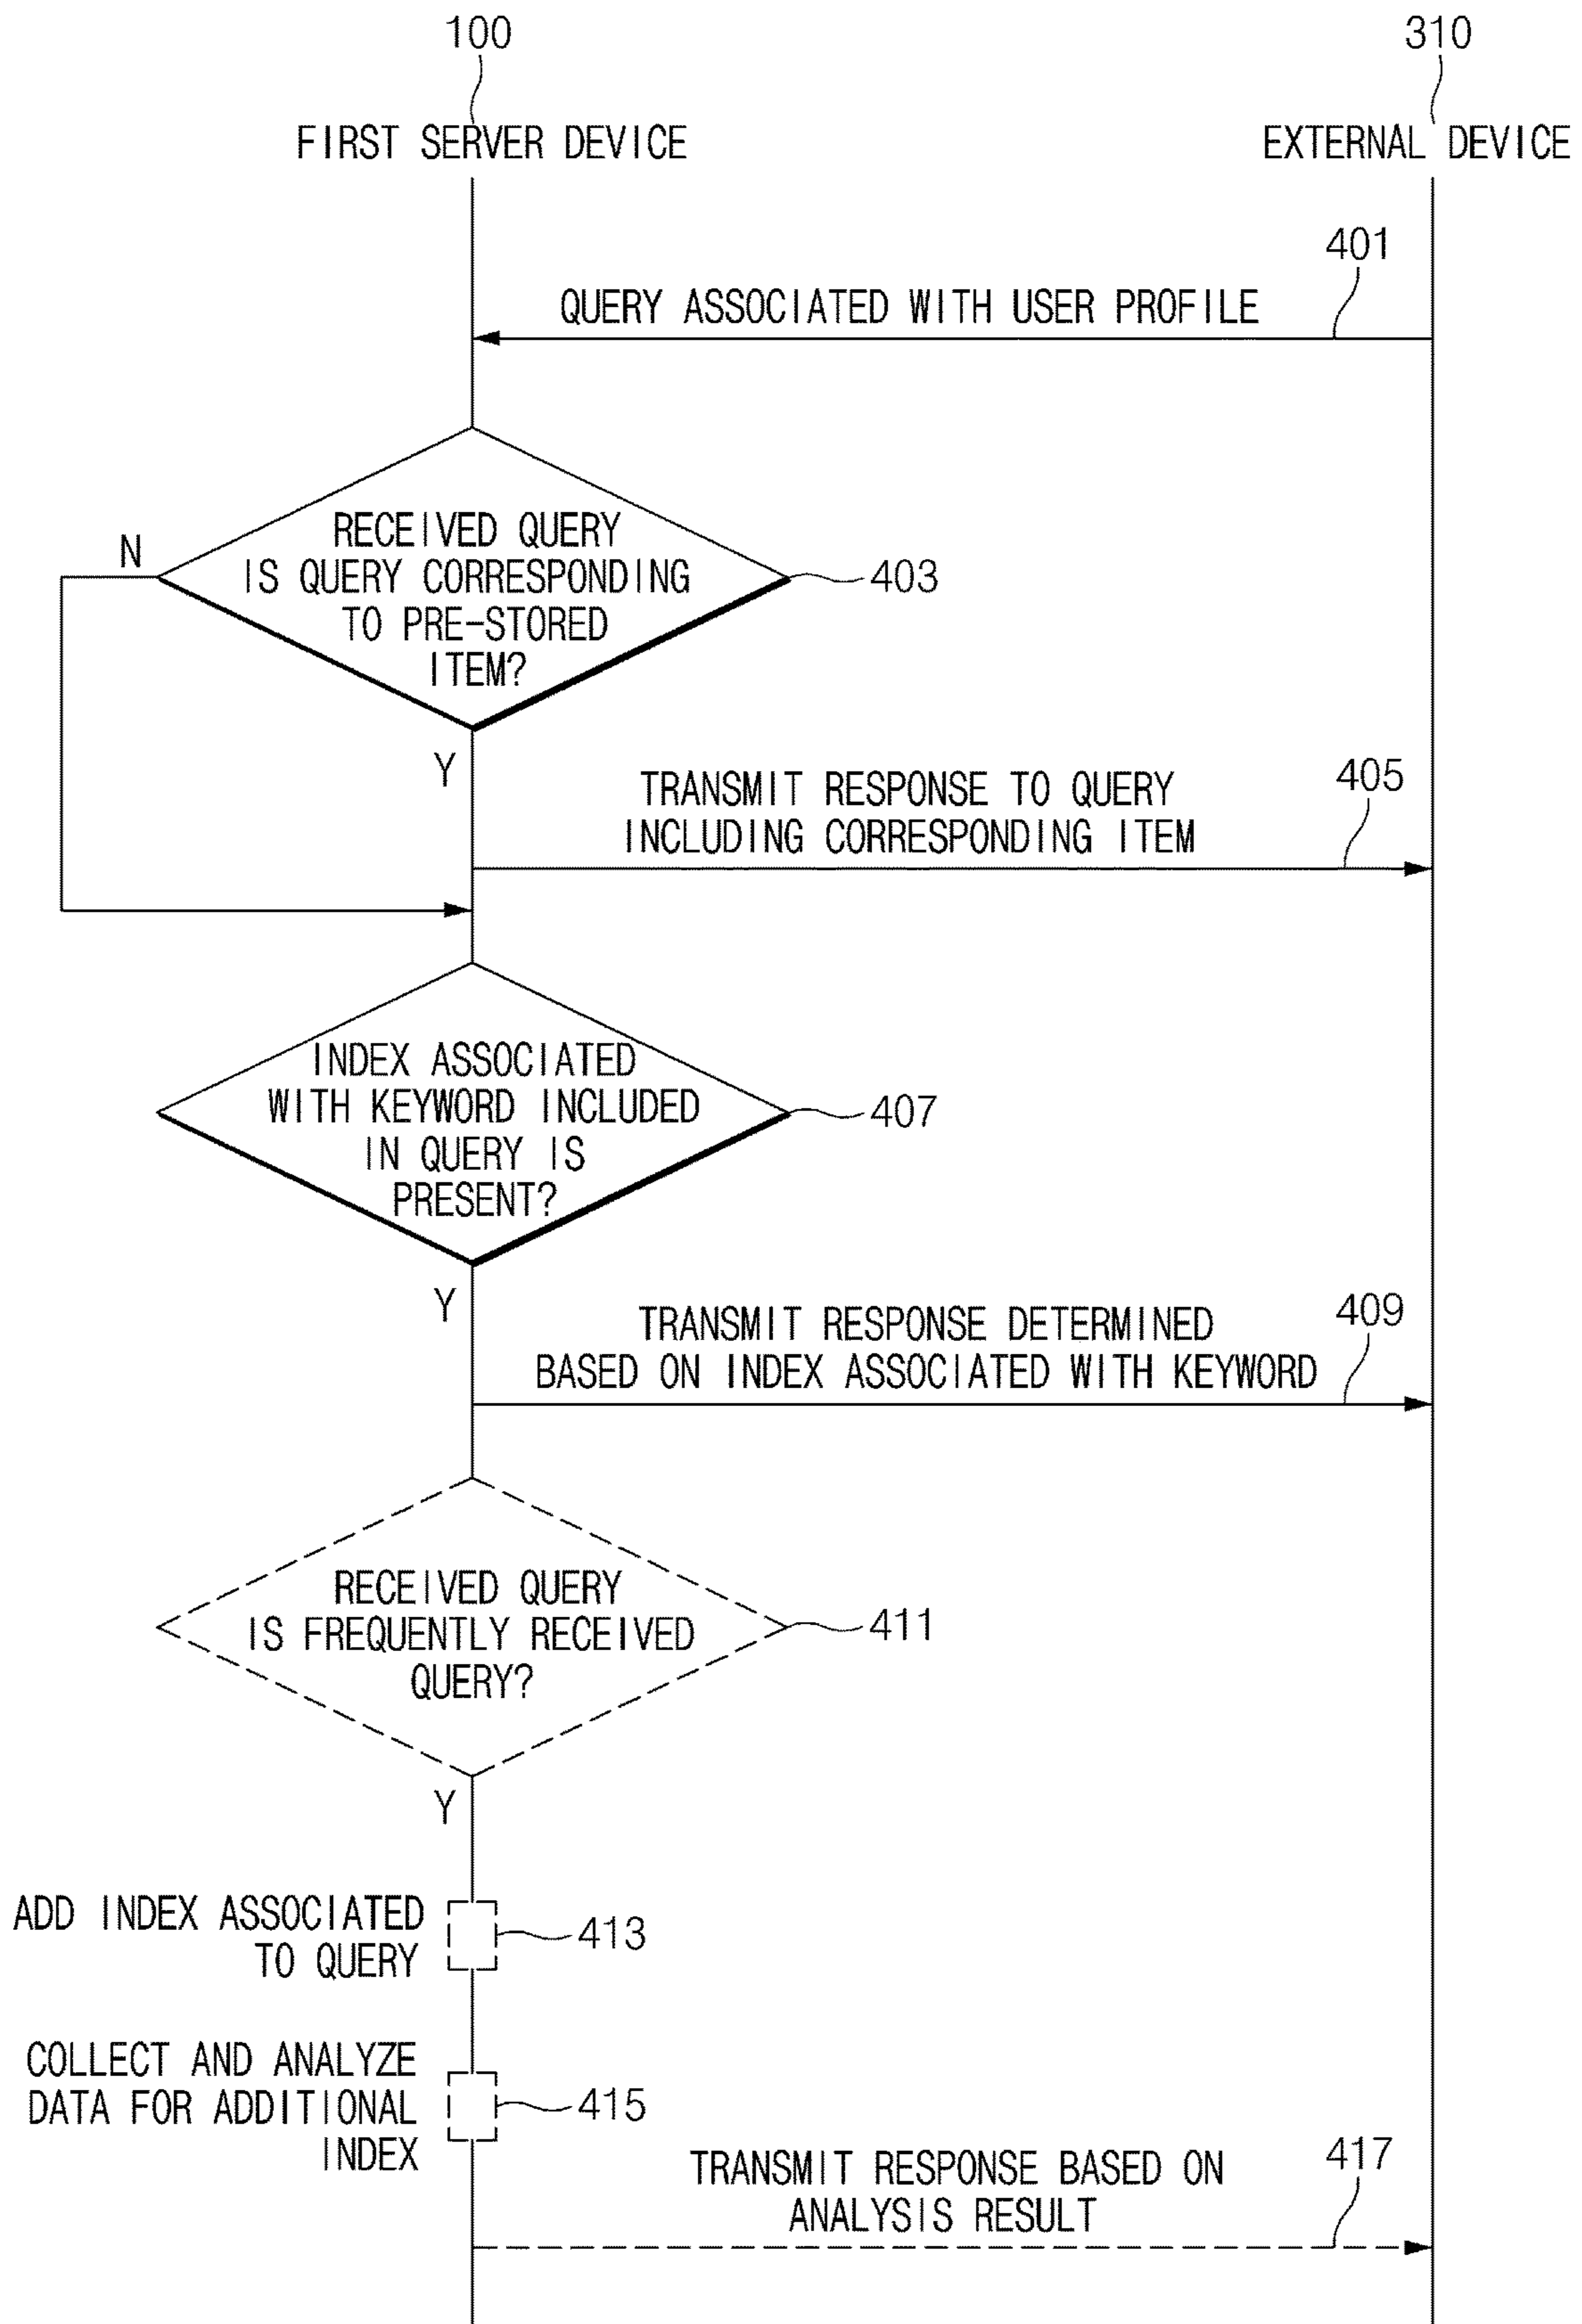 100
310
FIRST SERVER DEVICE
EXTERNAL DEVICE
401
QUERY ASSOCIATED WITH USER PROFILE
N
RECEIVED QUERY
IS QUERY CORRESPONDING
TO PRE-STORED
ITEM?
403
Y
TRANSMIT RESPONSE TO QUERY
INCLUDING CORRESPONDING ITEM
405
INDEX ASSOCIATED
WITH KEYWORD INCLUDED
IN QUERY IS
PRESENT?
407
Y
TRANSMIT RESPONSE DETERMINED
BASED ON INDEX ASSOCIATED WITH KEYWORD
409
RECEIVED QUERY
IS FREQUENTLY RECEIVED
QUERY?
411
Y
ADD INDEX ASSOCIATED
TO QUERY
413
COLLECT AND ANALYZE
DATA FOR ADDITIONAL
INDEX
415
TRANSMIT RESPONSE BASED ON
ANALYSIS RESULT
417